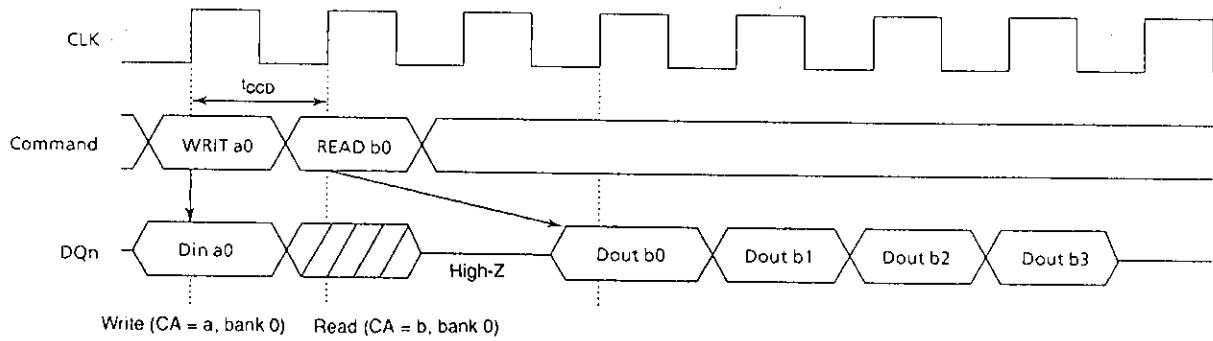 CLK
tCCD
Command
WRIT a0
READ b0
DQn
Din a0
High-Z
Dout b0
Dout b1
Dout b2
Dout b3
Write (CA = a, bank 0)
Read (CA = b, bank 0)